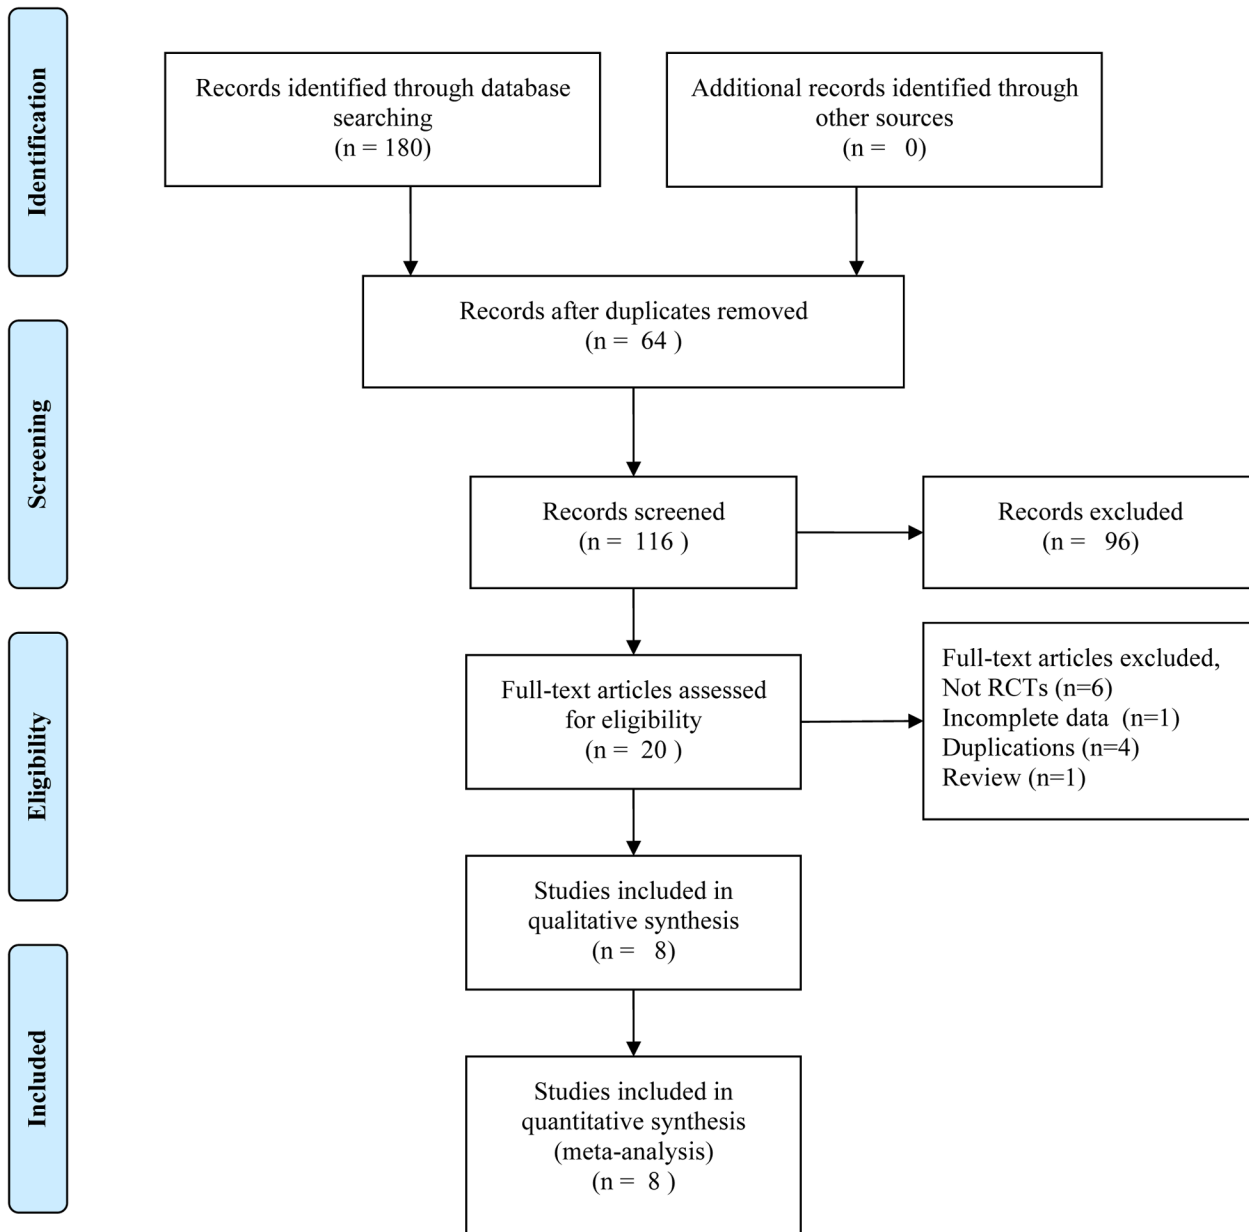 Identification
Records identified through database
searching
(n = 180)
Additional records identified through
other sources
(n = 0)
Records after duplicates removed
(n = 64 )
Screening
Records screened
(n = 116 )
Records excluded
(n = 96)
Eligibility
Full-text articles assessed
for eligibility
(n = 20 )
Full-text articles excluded,
Not RCTs (n=6)
Incomplete data (n=1)
Duplications (n=4)
Review (n=1)
Studies included in
qualitative synthesis
(n = 8)
Included
Studies included in
quantitative synthesis
(meta-analysis)
(n = 8 )